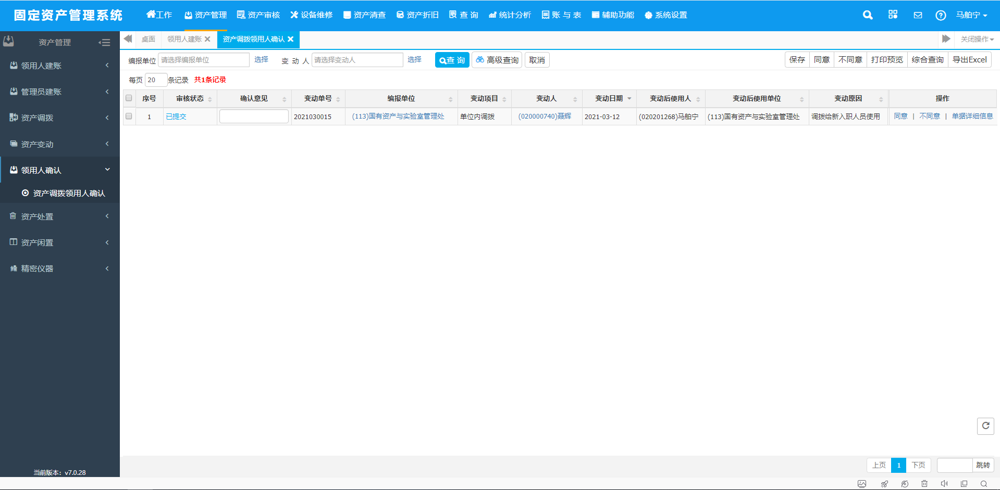 固定资产管理系统 工作 资产管理 资产审核 设备维修 资产清查 资产折旧 查 询 统计分析 账 与 表 辅助功能 系统设置 马舶宁
资产管理
桌面 领用人建账 资产调拨领用人确认 关闭操作
编报单位 请选择编报单位 选择 变 动 人 请选择变动人 选择 查 询 高级查询 取消 保存 同意 不同意 打印预览 综合查询 导出Excel
每页 20 条记录 共1条记录
序号 审核状态 确认意见 变动单号 编报单位 变动项目 变动人 变动日期 变动后使用人 变动后使用单位 变动原因 操作
1 已提交 2021030015 (113)国有资产与实验室管理处 单位内调拨 (020000740)聂辉 2021-03-12 (020201268)马舶宁 (113)国有资产与实验室管理处 调拨给新入职人员使用 同意 | 不同意 | 单据详细信息
领用人建账
管理员建账
资产调拨
资产变动
领用人确认
资产调拨领用人确认
资产处置
资产闲置
精密仪器
上页 1 下页 跳转
当前版本：v7.0.28